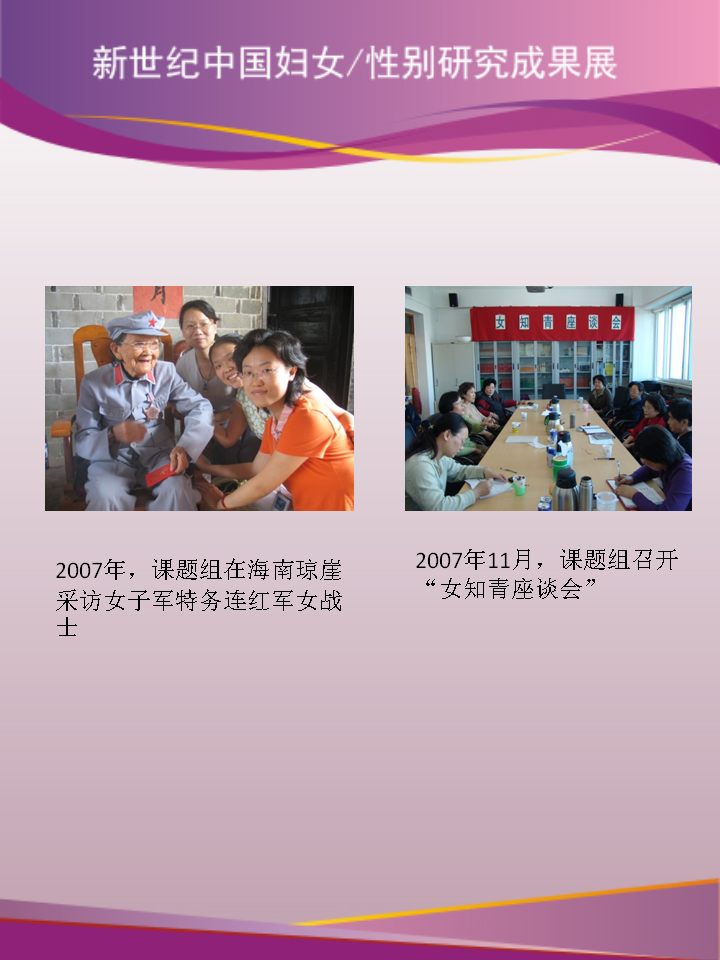 新世纪中国妇女/性别研究成果展
月
女知青座谈会
2007年，课题组在海南琼崖
采访女子军特务连红军女战
士
2007年11月，课题组召开
“女知青座谈会”